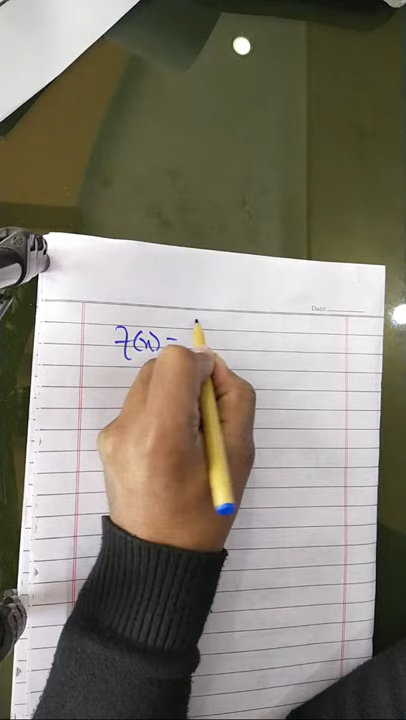 Date:
f(x) =